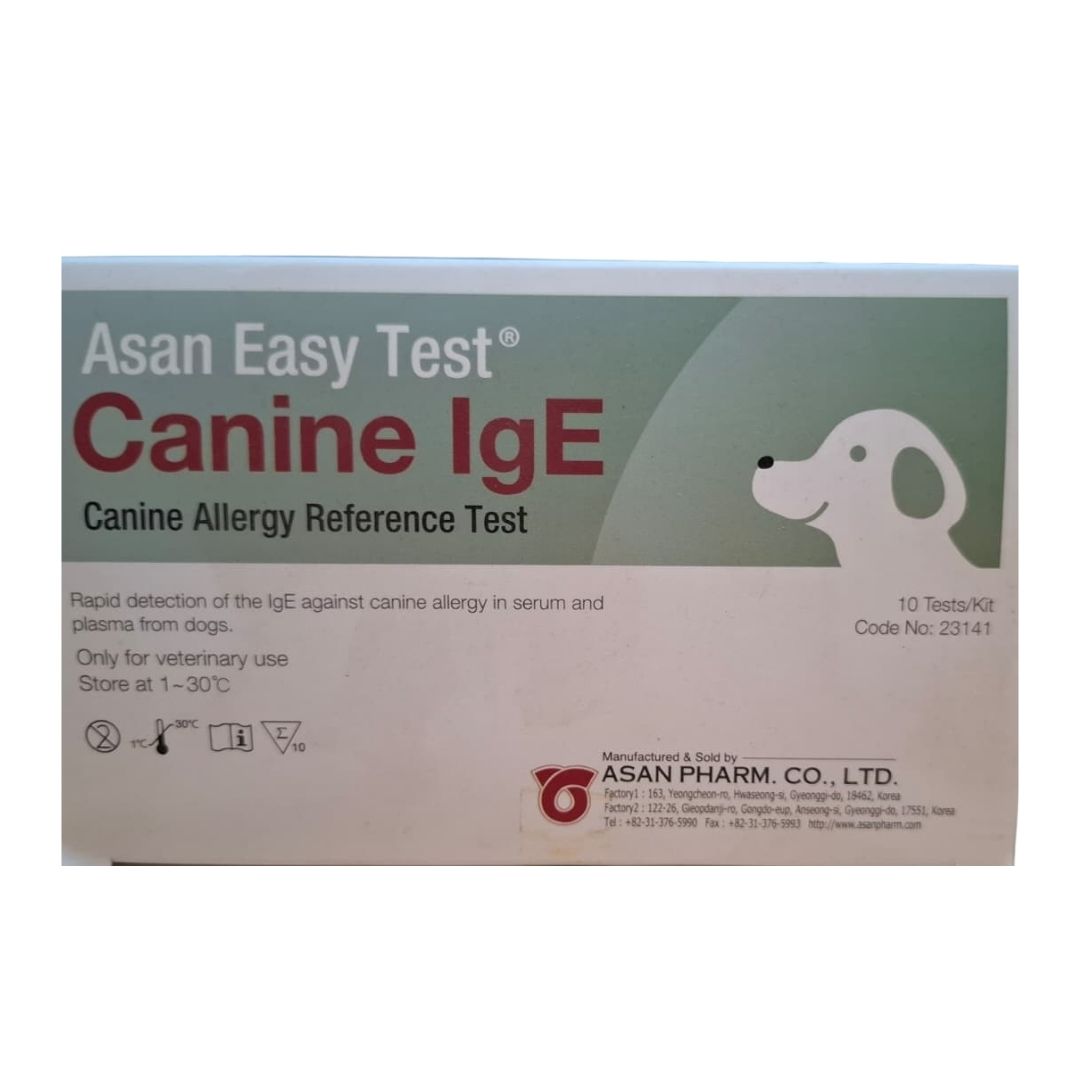 Asan Easy Test®
Canine IgE
Canine Allergy Reference Test
Rapid detection of the IgE against canine allergy in serum and
plasma from dogs.
Only for veterinary use
Store at 1~30℃
10 Tests/Kit
Code No: 23141
2
1℃
30℃
i
Σ
10
Manufactured & Sold by
ASAN PHARM. CO., LTD.
Factory1 : 163, Yeongcheon-ro, Hwaseong-si, Gyeonggi-do, 18462, Korea
Factory2 : 122-26, Gieopdanji-ro, Gongdo-eup, Anseong-si, Gyeonggi-do, 17551, Korea
Tel : +82-31-376-5990 Fax : +82-31-376-5993 http://www.asanpharm.com